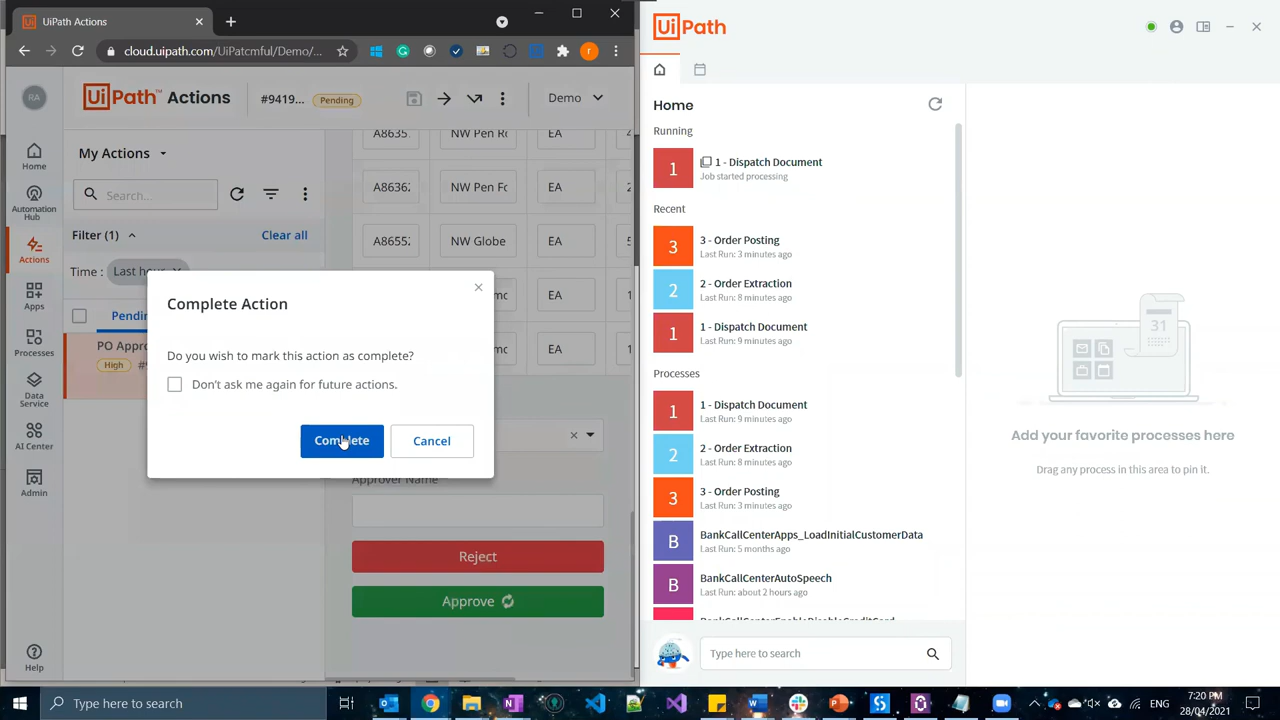 UiPath Actions
cloud.uipath.com/UiPatcmful/Demo/...
r
RA
UiPath™ Actions
#9419...
Pending
Demo
Home
Automation
Hub
Actions
Apps
Processes
Data
Service
AI Center
Admin
Help
My Actions
Search...
Filter (1)
Clear all
Time :
PO Appro
High
A8635
NW Pen
EA
A86362
NW Pen Fo
EA
A86552
NW Globe
EA
5
EA
1
EA
1
Complete Action
Do you wish to mark this action as complete?
Don't ask me again for future actions.
Complete
Cancel
Approver Name
Reject
Approve
UiPath
Home
Running
1
1 - Dispatch Document
Job started processing
Recent
3
3 - Order Posting
Last Run: 3 minutes ago
2
2 - Order Extraction
Last Run: 8 minutes ago
1
1 - Dispatch Document
Last Run: 9 minutes ago
Processes
1
1 - Dispatch Document
Last Run: 9 minutes ago
2
2 - Order Extraction
Last Run: 8 minutes ago
3
3 - Order Posting
Last Run: 3 minutes ago
B
BankCallCenterApps_LoadInitialCustomerData
Last Run: 5 months ago
B
BankCallCenterAutoSpeech
Last Run: about 2 hours ago
Type here to search
31
Add your favorite processes here
Drag any process in this area to pin it.
Type here to search
ENG
7:20 PM
28/04/2021